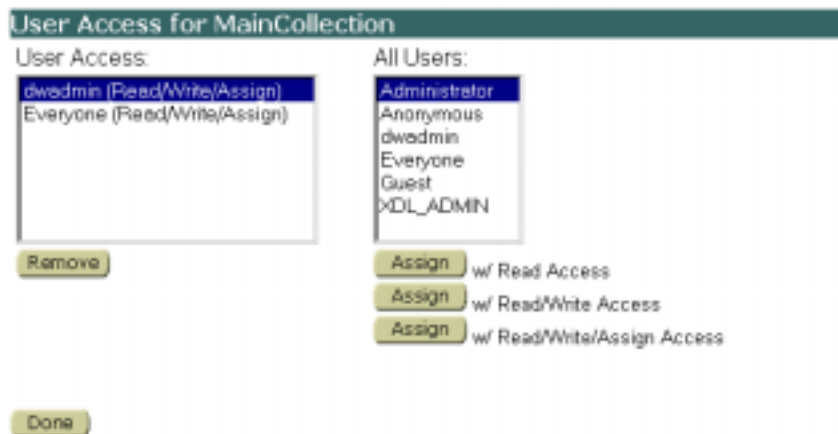 User Access for MainCollection
User Access:
dwadmin (Read/Write/Assign)
Everyone (Read/Write/Assign)
Remove
All Users:
Administrator
Anonymous
dwadmin
Everyone
Guest
XDL_ADMIN
Assign w/ Read Access
Assign w/ Read/Write Access
Assign w/ Read/Write/Assign Access
Done